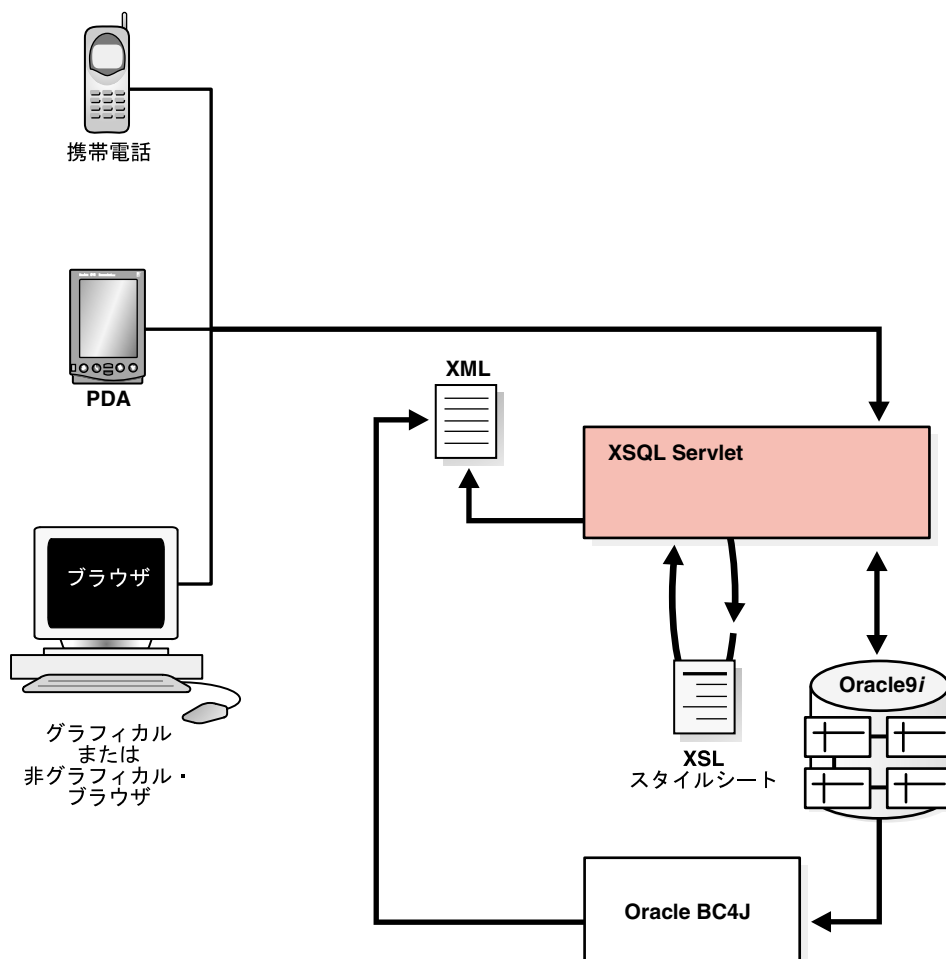 携帯電話
PDA
XML
XSQL Servlet
ブラウザ
Oracle9i
グラフィカル
または
非グラフィカル・
ブラウザ
XSL
スタイルシート
Oracle BC4J